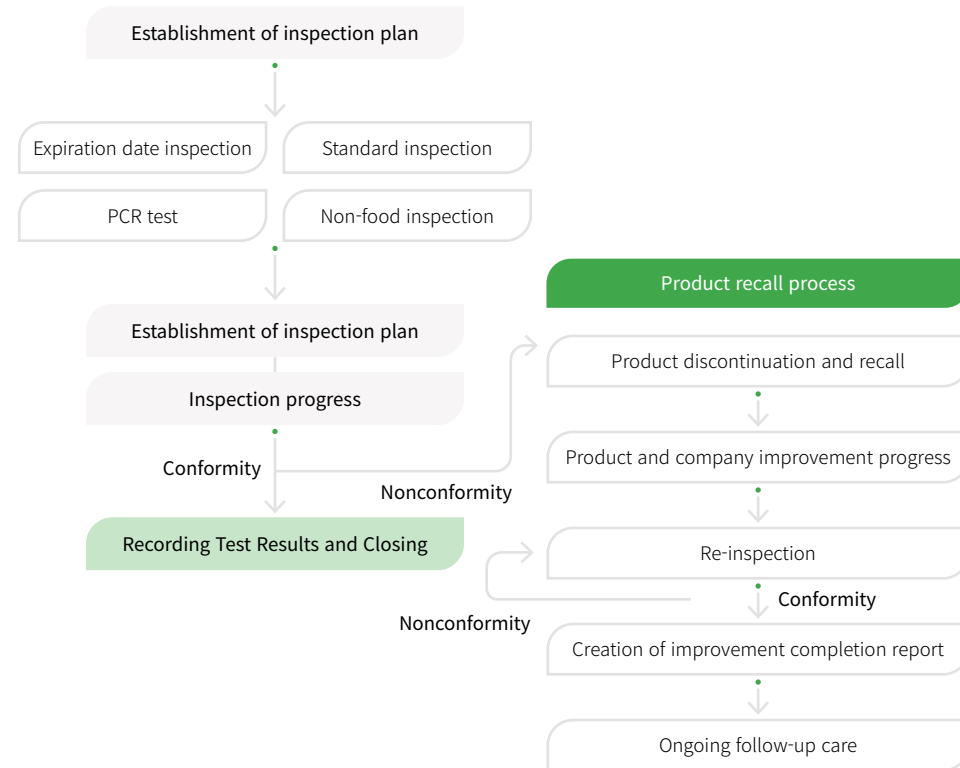 Establishment of inspection plan
Expiration date inspection
Standard inspection
PCR test
Non-food inspection
Establishment of inspection plan
Inspection progress
Conformity
Nonconformity
Recording Test Results and Closing
Product recall process
Product discontinuation and recall
Product and company improvement progress
Re-inspection
Nonconformity
Conformity
Creation of improvement completion report
Ongoing follow-up care